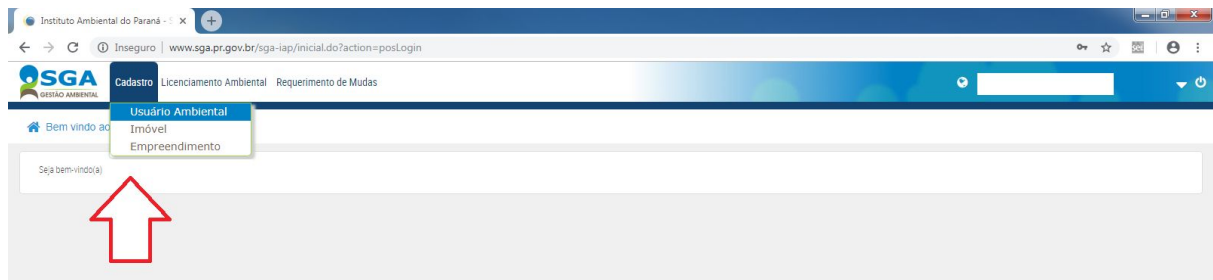 Instituto Ambiental do Paraná - S
Inseguro | www.sga.pr.gov.br/sga-iap/inicial.do?action=posLogin
SGA
GESTÃO AMBIENTAL
Cadastro Licenciamento Ambiental Requerimento de Mudas
Usuário Ambiental
Imóvel
Empreendimento
Bem vindo ao
Seja bem-vindo(a)